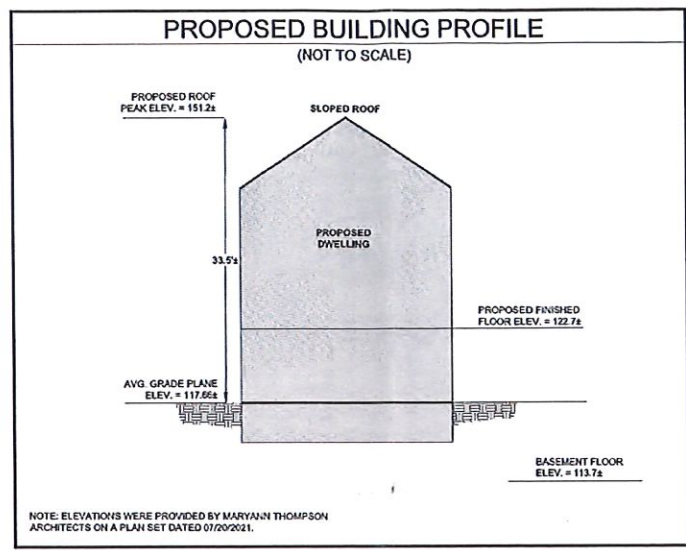 PROPOSED BUILDING PROFILE
(NOT TO SCALE)
PROPOSED ROOF
PEAK ELEV. = 151.2±
SLOPED ROOF
PROPOSED
DWELLING
33.5'±
PROPOSED FINISHED
FLOOR ELEV. = 122.7±
AVG. GRADE PLANE
ELEV. = 117.66±
BASEMENT FLOOR
ELEV. = 113.7±
NOTE: ELEVATIONS WERE PROVIDED BY MARYANN THOMPSON
ARCHITECTS ON A PLAN SET DATED 07/20/2021.